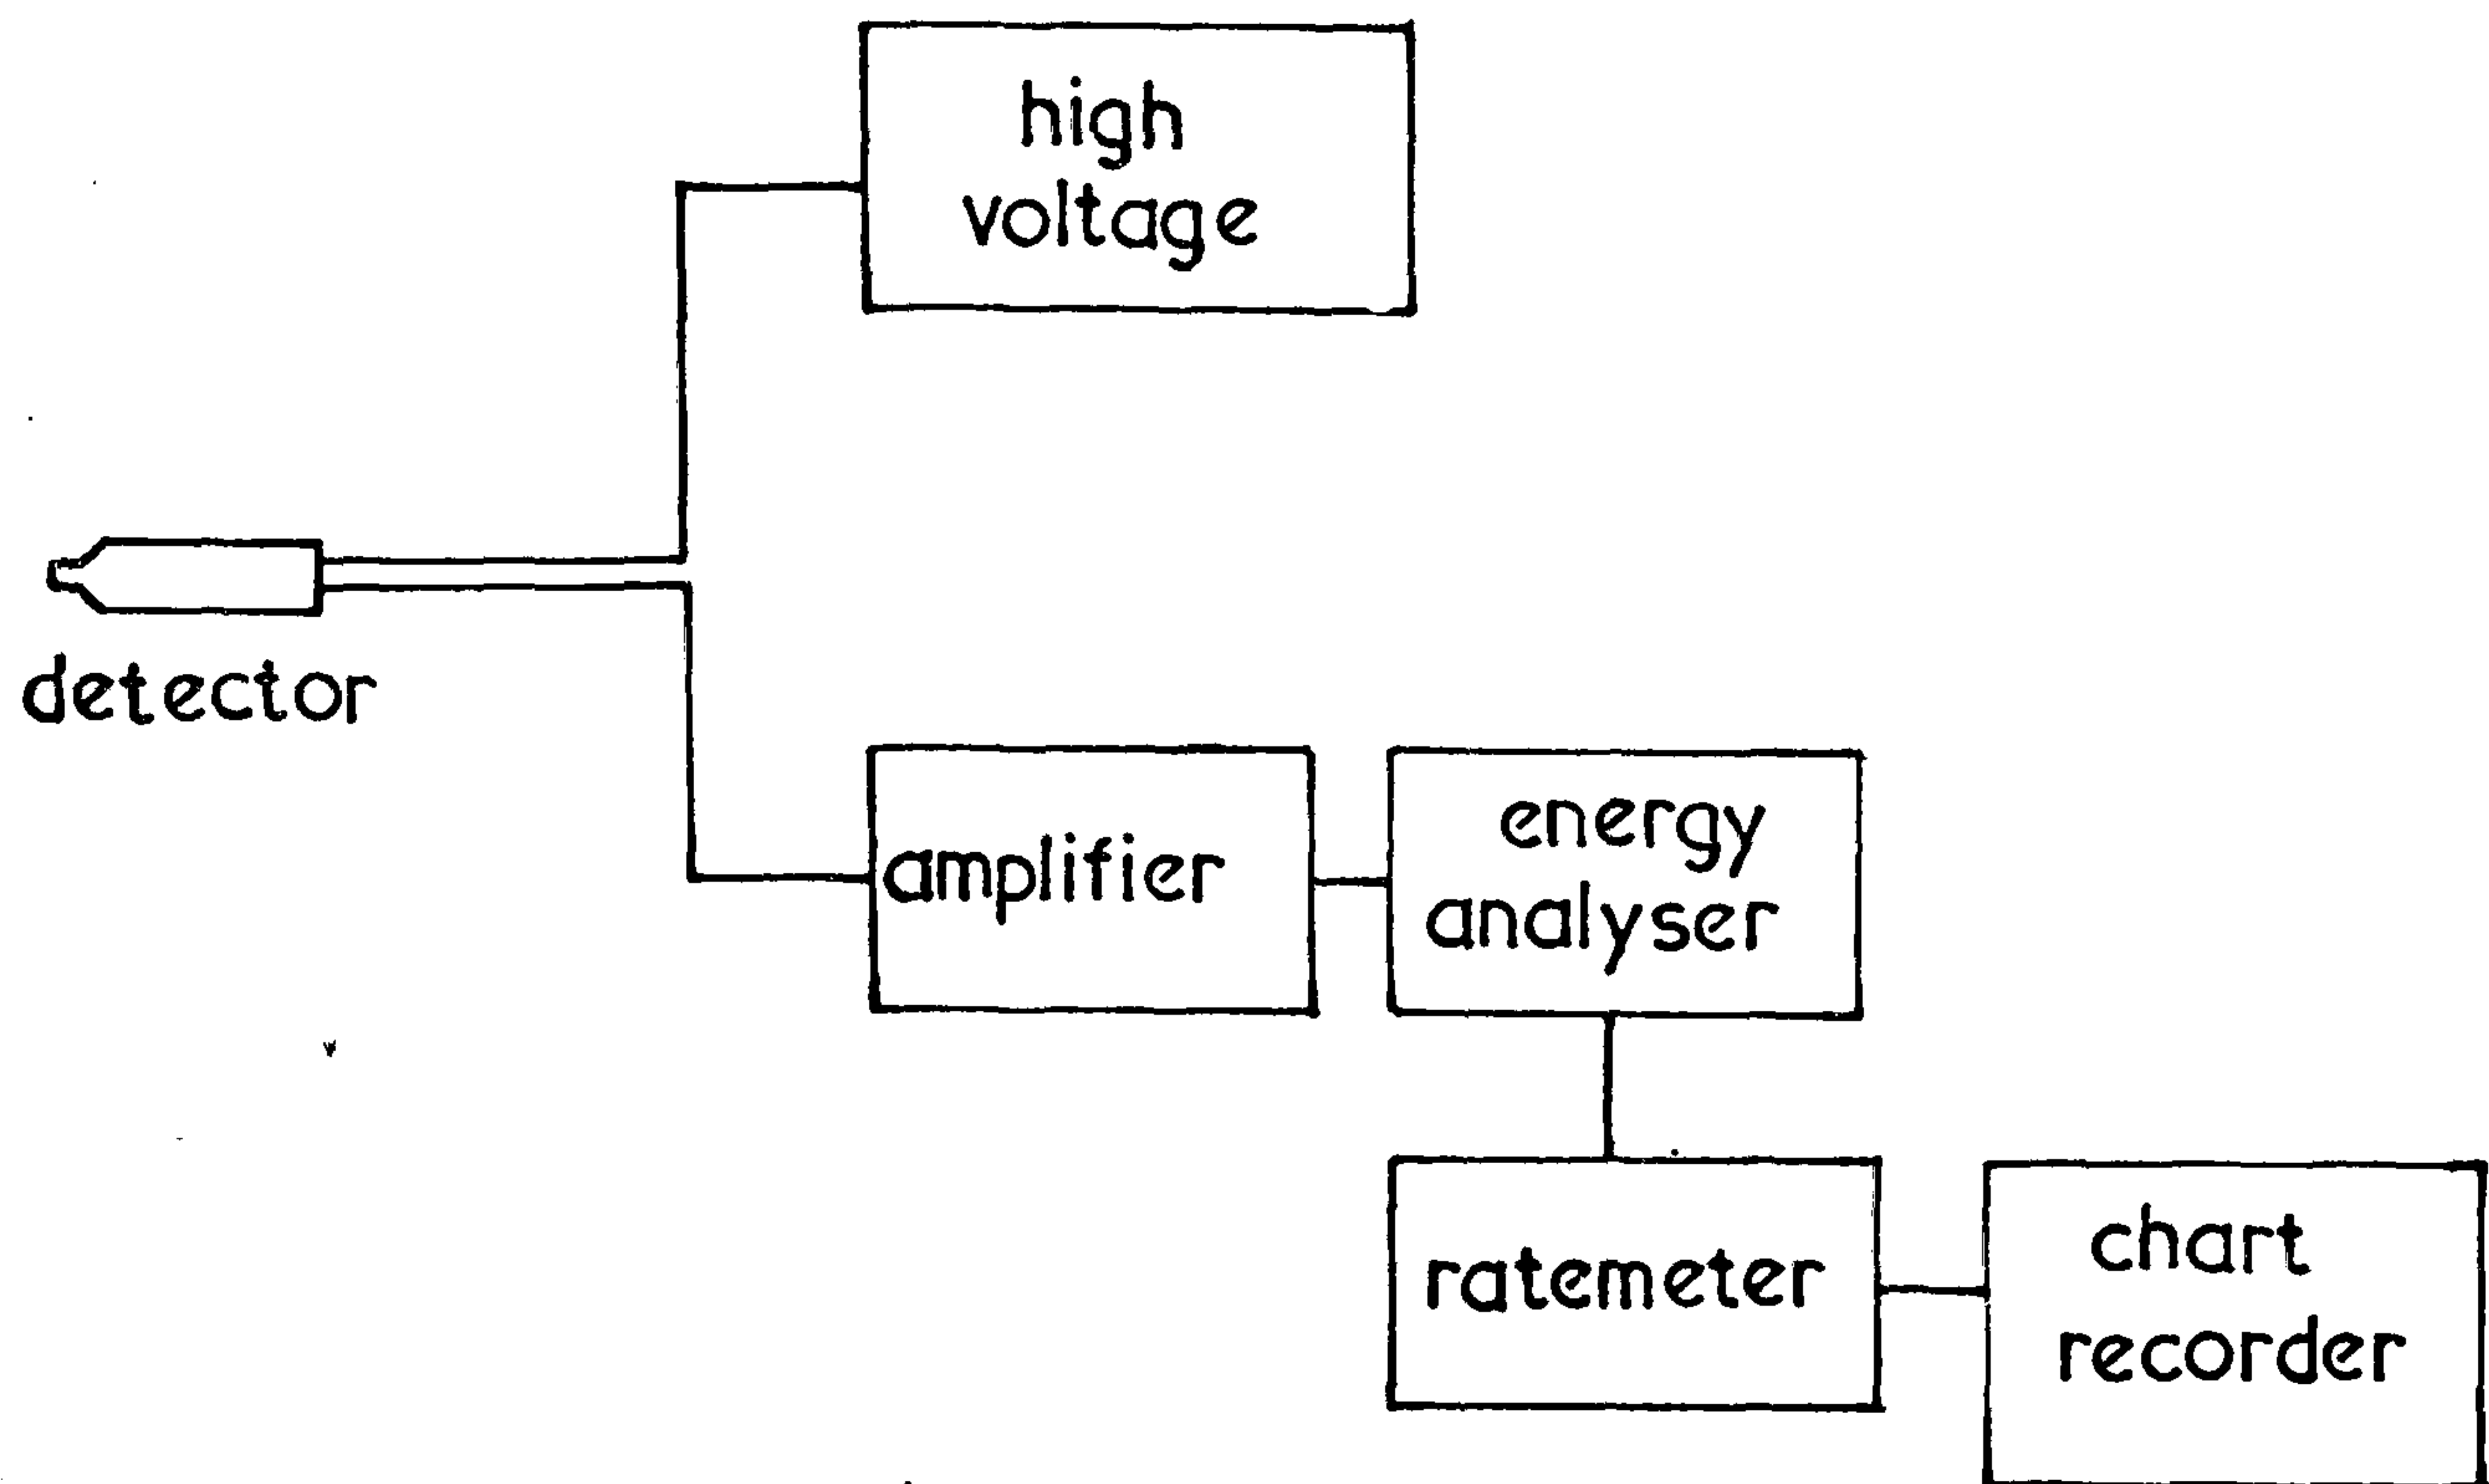 high
voltage
detector
amplifier
energy
analyser
ratemeter
chart
recorder